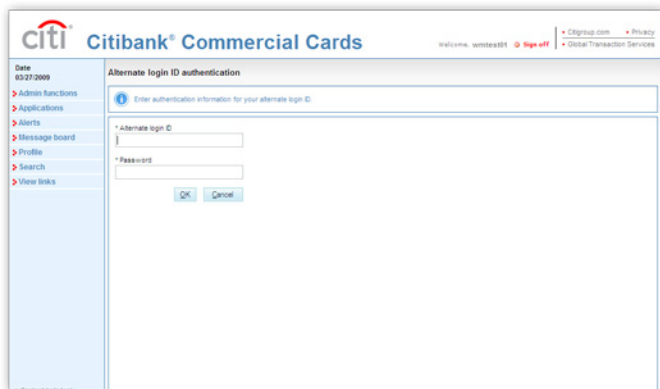 citi
Citibank® Commercial Cards
Welcome, wmtest01 Sign off
• Citigroup.com • Privacy
• Global Transaction Services
Date
03/27/2009
Admin functions
Applications
Alerts
Message board
Profile
Search
View links
Alternate login ID authentication
Enter authentication information for your alternate login ID.
* Alternate login ID
* Password
OK Cancel